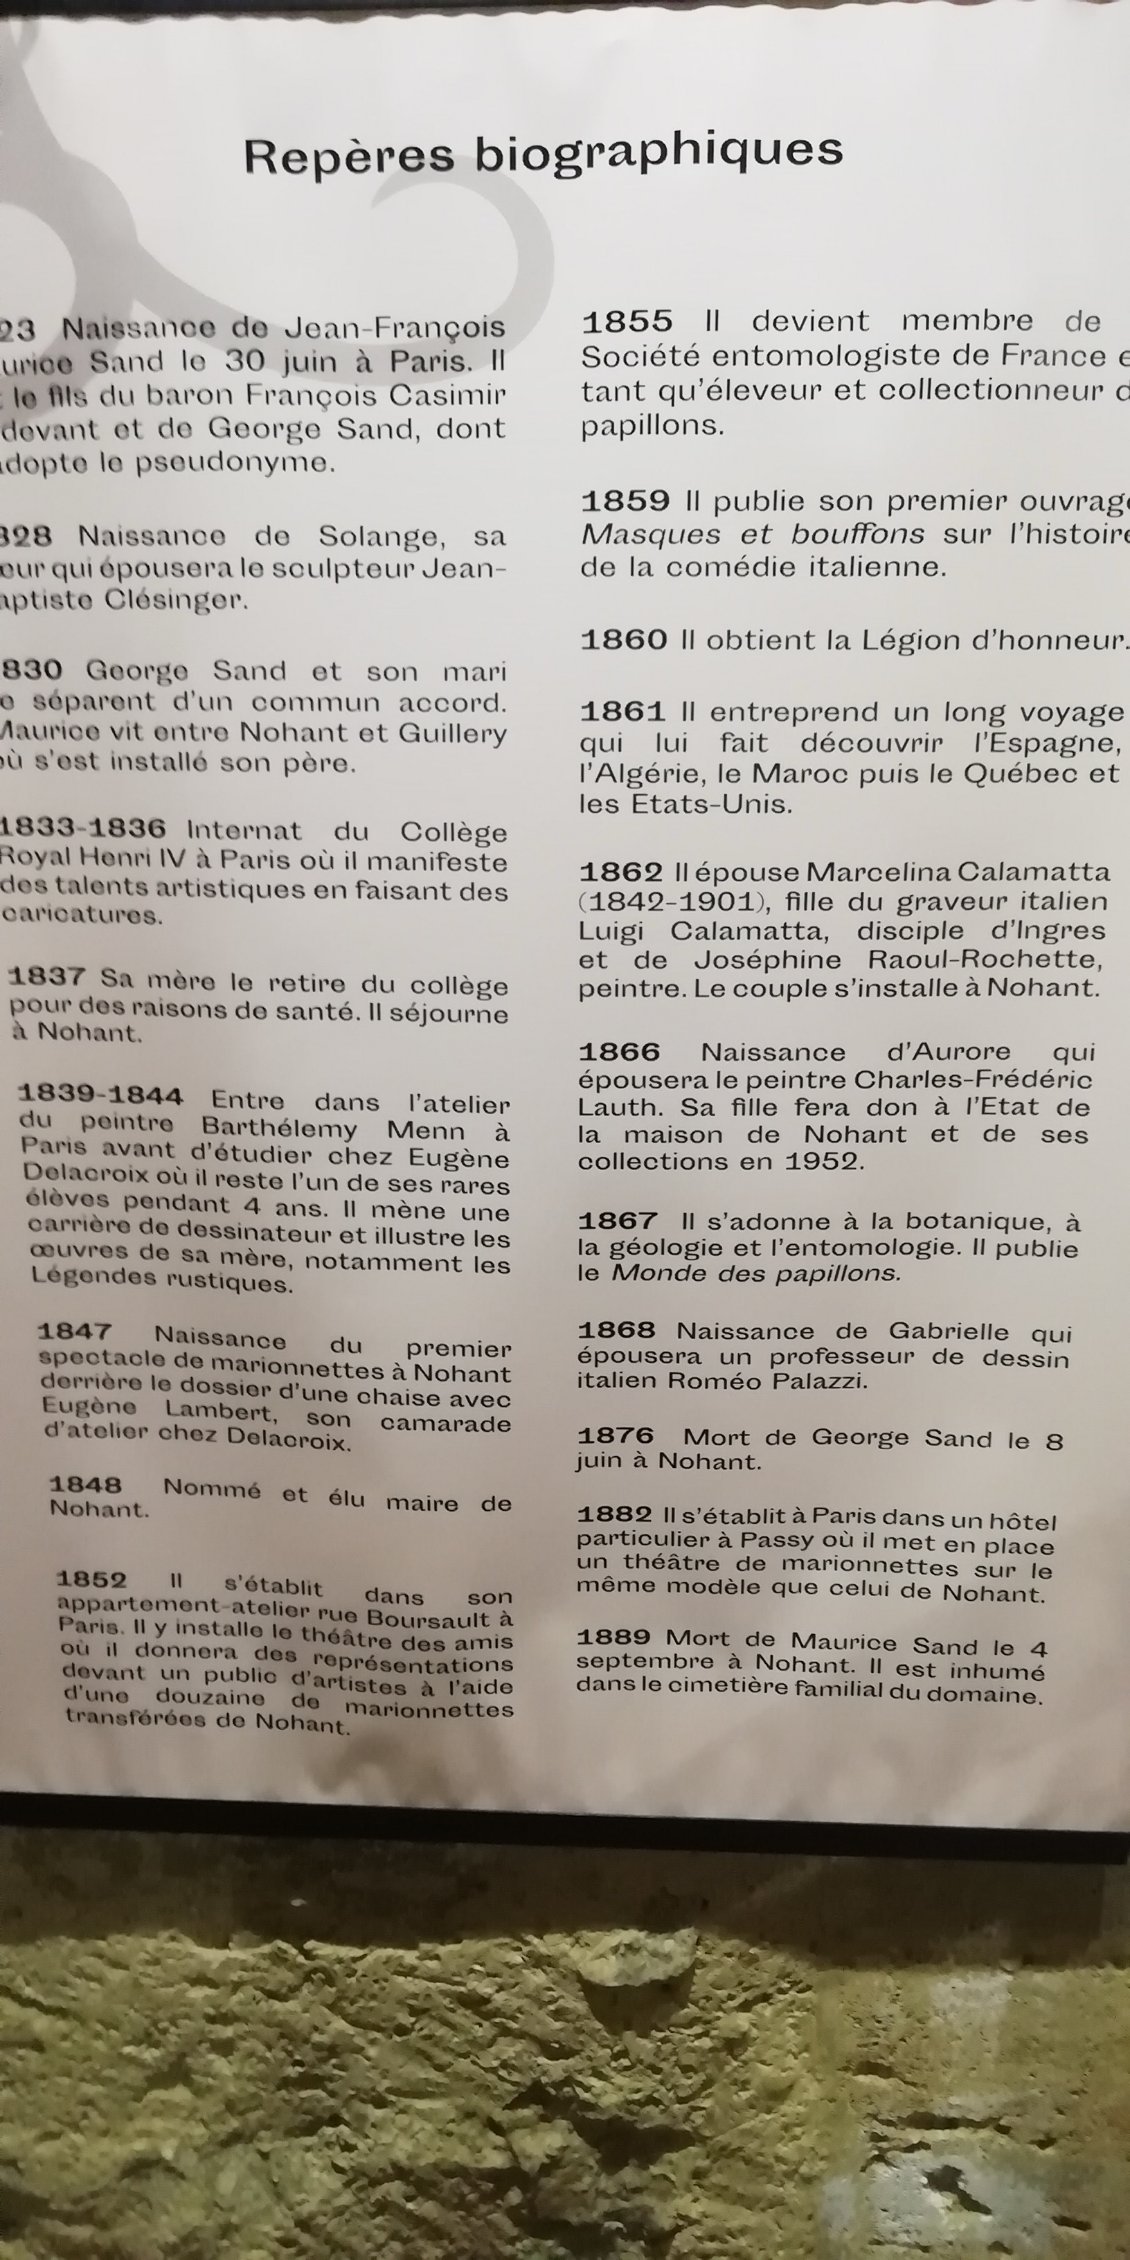 Repères biographiques
23 Naissance de Jean-François
urice Sand le 30 juin à Paris. Il
le fils du baron François Casimir
devant et de George Sand, dont
dopte le pseudonyme.
828 Naissance de Solange, sa
œur qui épousera le sculpteur Jean-
aptiste Clésinger.
830 George Sand et son mari
e séparent d'un commun accord.
Maurice vit entre Nohant et Guillery
où s'est installé son père.
1833-1836 Internat du Collège
Royal Henri IV à Paris où il manifeste
des talents artistiques en faisant des
caricatures.
1837 Sa mère le retire du collège
pour des raisons de santé. Il séjourne
à Nohant.
1839-1844 Entre dans l'atelier
du peintre Barthélemy Menn à
Paris avant d'étudier chez Eugène
Delacroix où il reste l'un de ses rares
élèves pendant 4 ans. Il mène une
carrière de dessinateur et illustre les
œuvres de sa mère, notamment les
Légendes rustiques.
1847 Naissance du premier
spectacle de marionnettes à Nohant
derrière le dossier d'une chaise avec
Eugène Lambert, son camarade
d'atelier chez Delacroix.
1848 Nommé et élu maire de
Nohant.
1852 Il s'établit dans son
appartement-atelier rue Boursault à
Paris. Il y installe le théâtre des amis
où il donnera des représentations
devant un public d'artistes à l'aide
d'une douzaine de marionnettes
transférées de Nohant.
1855 Il devient membre de
Société entomologiste de France e
tant qu'éleveur et collectionneur d
papillons.
1859 Il publie son premier ouvrage
Masques et bouffons sur l'histoire
de la comédie italienne.
1860 Il obtient la Légion d'honneur.
1861 Il entreprend un long voyage
qui lui fait découvrir l'Espagne,
l'Algérie, le Maroc puis le Québec et
les Etats-Unis.
1862 Il épouse Marcelina Calamatta
(1842-1901), fille du graveur italien
Luigi Calamatta, disciple d'Ingres
et de Joséphine Raoul-Rochette,
peintre. Le couple s'installe à Nohant.
1866 Naissance d'Aurore qui
épousera le peintre Charles-Frédéric
Lauth. Sa fille fera don à l'Etat de
la maison de Nohant et de ses
collections en 1952.
1867 Il s'adonne à la botanique, à
la géologie et l'entomologie. Il publie
le Monde des papillons.
1868 Naissance de Gabrielle qui
épousera un professeur de dessin
italien Roméo Palazzi.
1876 Mort de George Sand le 8
juin à Nohant.
1882 Il s'établit à Paris dans un hôtel
particulier à Passy où il met en place
un théâtre de marionnettes sur le
même modèle que celui de Nohant.
1889 Mort de Maurice Sand le 4
septembre à Nohant. Il est inhumé
dans le cimetière familial du domaine.